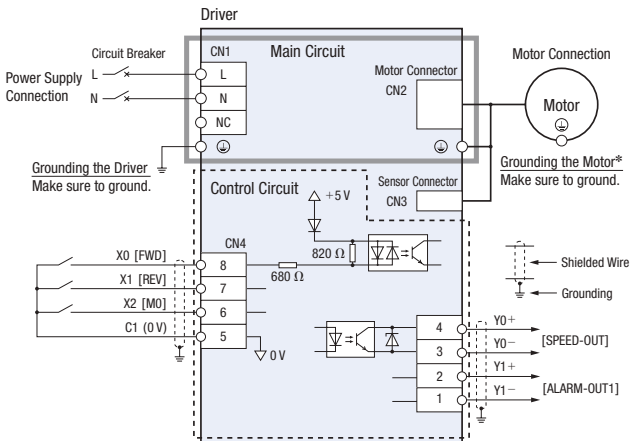 Driver
Circuit Breaker
CN1
Main Circuit
Motor Connection
Power Supply
Connection
L
L
Motor Connector
CN2
N
N
Motor
NC
Grounding the Driver
Make sure to ground.
Grounding the Motor*
Make sure to ground.
Control Circuit
Sensor Connector
CN3
+5 V
CN4
820 Ω
680 Ω
X0 [FWD]
8
X1 [REV]
7
X2 [M0]
6
C1 (0 V)
5
0 V
Shielded Wire
Grounding
4
Y0+
3
Y0−
[SPEED-OUT]
2
Y1+
1
Y1−
[ALARM-OUT1]